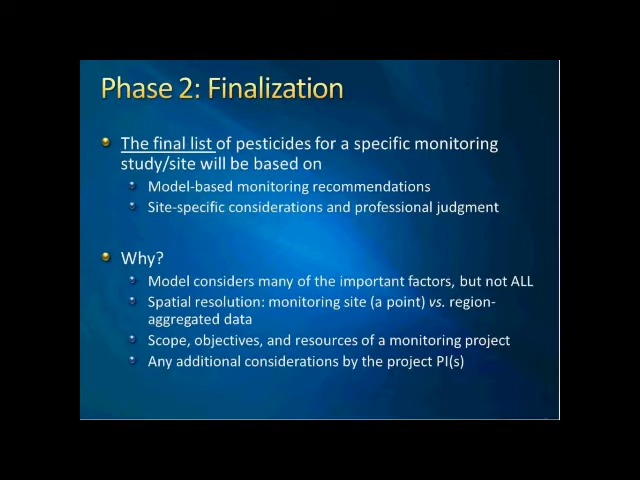 Phase 2: Finalization
The final list of pesticides for a specific monitoring
study/site will be based on
Model-based monitoring recommendations
Site-specific considerations and professional judgment
Why?
Model considers many of the important factors, but not ALL
Spatial resolution: monitoring site (a point) vs. region-
aggregated data
Scope, objectives, and resources of a monitoring project
Any additional considerations by the project PI(s)